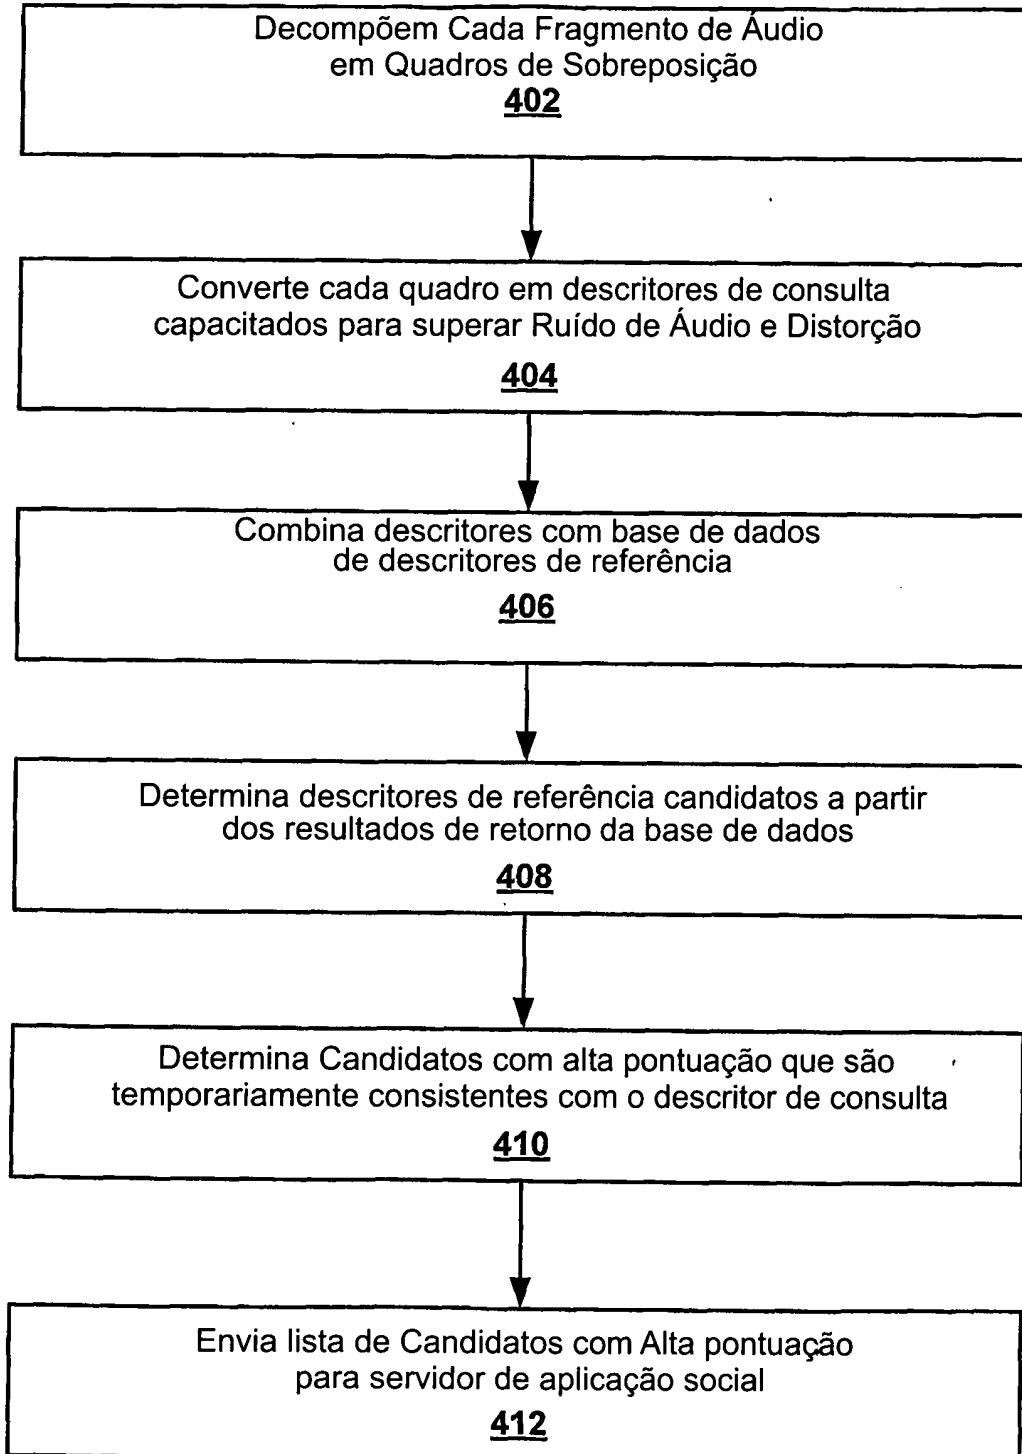 Decompõem Cada Fragmento de Áudio
em Quadros de Sobreposição
402
Converte cada quadro em descritores de consulta
capacitados para superar Ruído de Áudio e Distorção
404
Combina descritores com base de dados
de descritores de referência
406
Determina descritores de referência candidatos a partir
dos resultados de retorno da base de dados
408
Determina Candidatos com alta pontuação que são
temporariamente consistentes com o descritor de consulta
410
Envia lista de Candidatos com Alta pontuação
para servidor de aplicação social
412